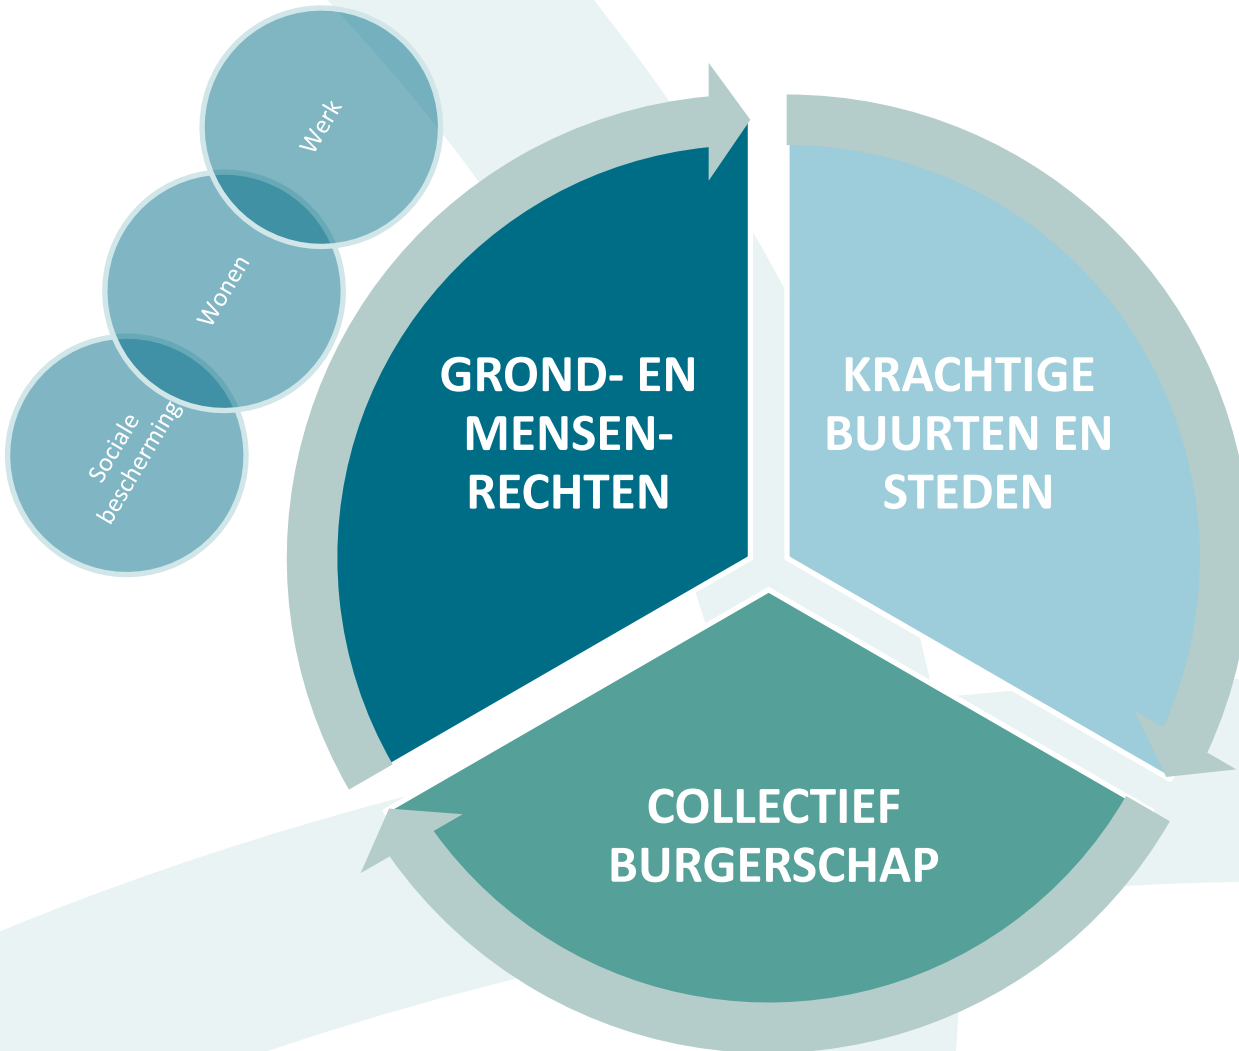 Werk
Wonen
Sociale
bescherming
GROND- EN
MENSEN-
RECHTEN
KRACHTIGE
BUURTEN EN
STEDEN
COLLECTIEF
BURGERSCHAP